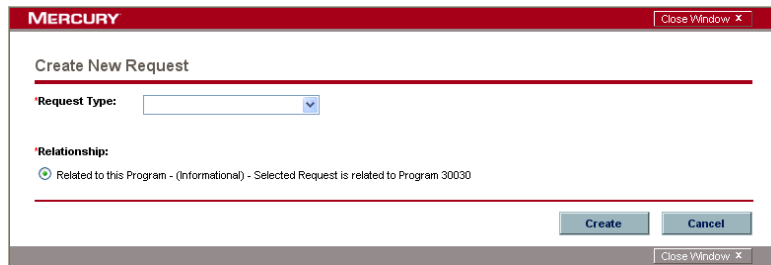 MERCURY
Close Window X
Create New Request
*Request Type:
*Relationship:
Related to this Program - (Informational) - Selected Request is related to Program 30030
Create Cancel
Close Window X